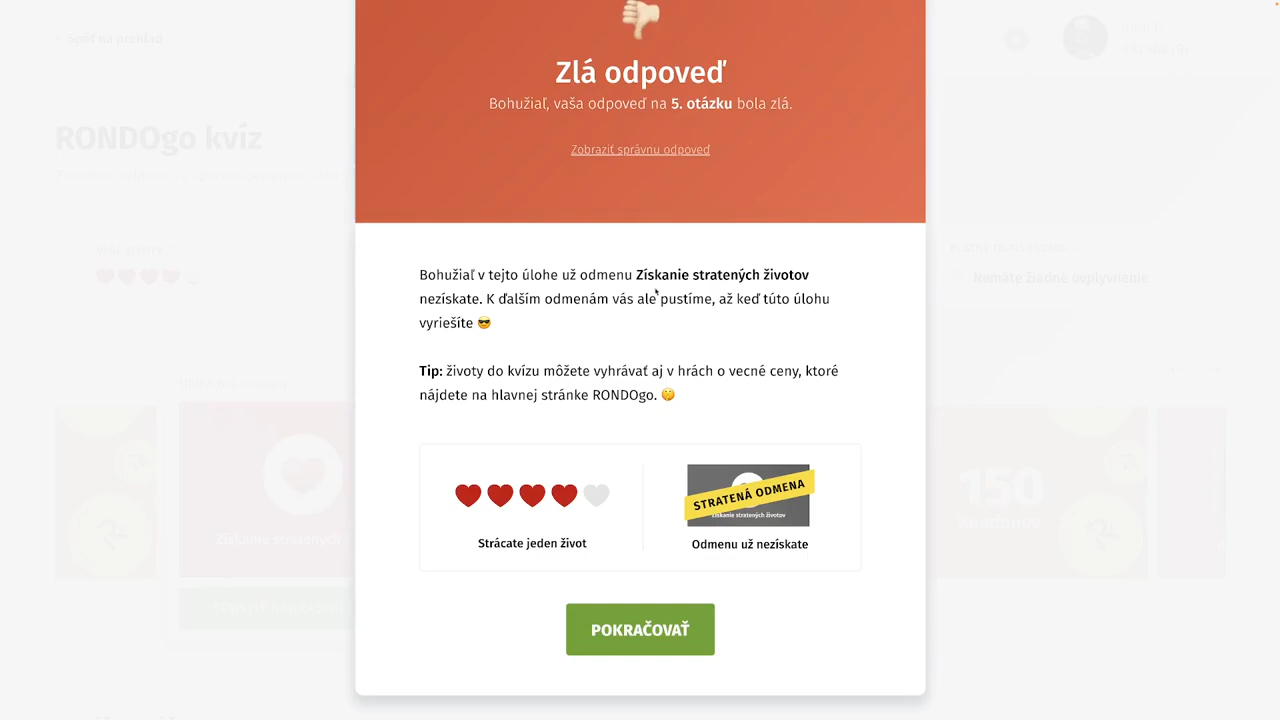 Späť na prehľad
Zlá odpoveď
Bohužiaľ, vaša odpoveď na 5. otázku bola zlá.
RONDOgo kvíz
Zobraziť správnu odpoveď
Bohužiaľ v tejto úlohe už odmenu Získanie stratených životov
nezískate. K ďalším odmenám vás ale pustíme, až keď túto úlohu
vyriešite 😎
Nemáte žiadne ovplyvnenie
Tip: životy do kvízu môžete vyhrávať aj v hrách o vecné ceny, ktoré
nájdete na hlavnej stránke RONDOgo. 🤫
STRATENÁ ODMENA
Získanie stratených životov
Strácate jeden život
Odmenu už nezískate
150
Získanie stratených
POKRAČOVAŤ